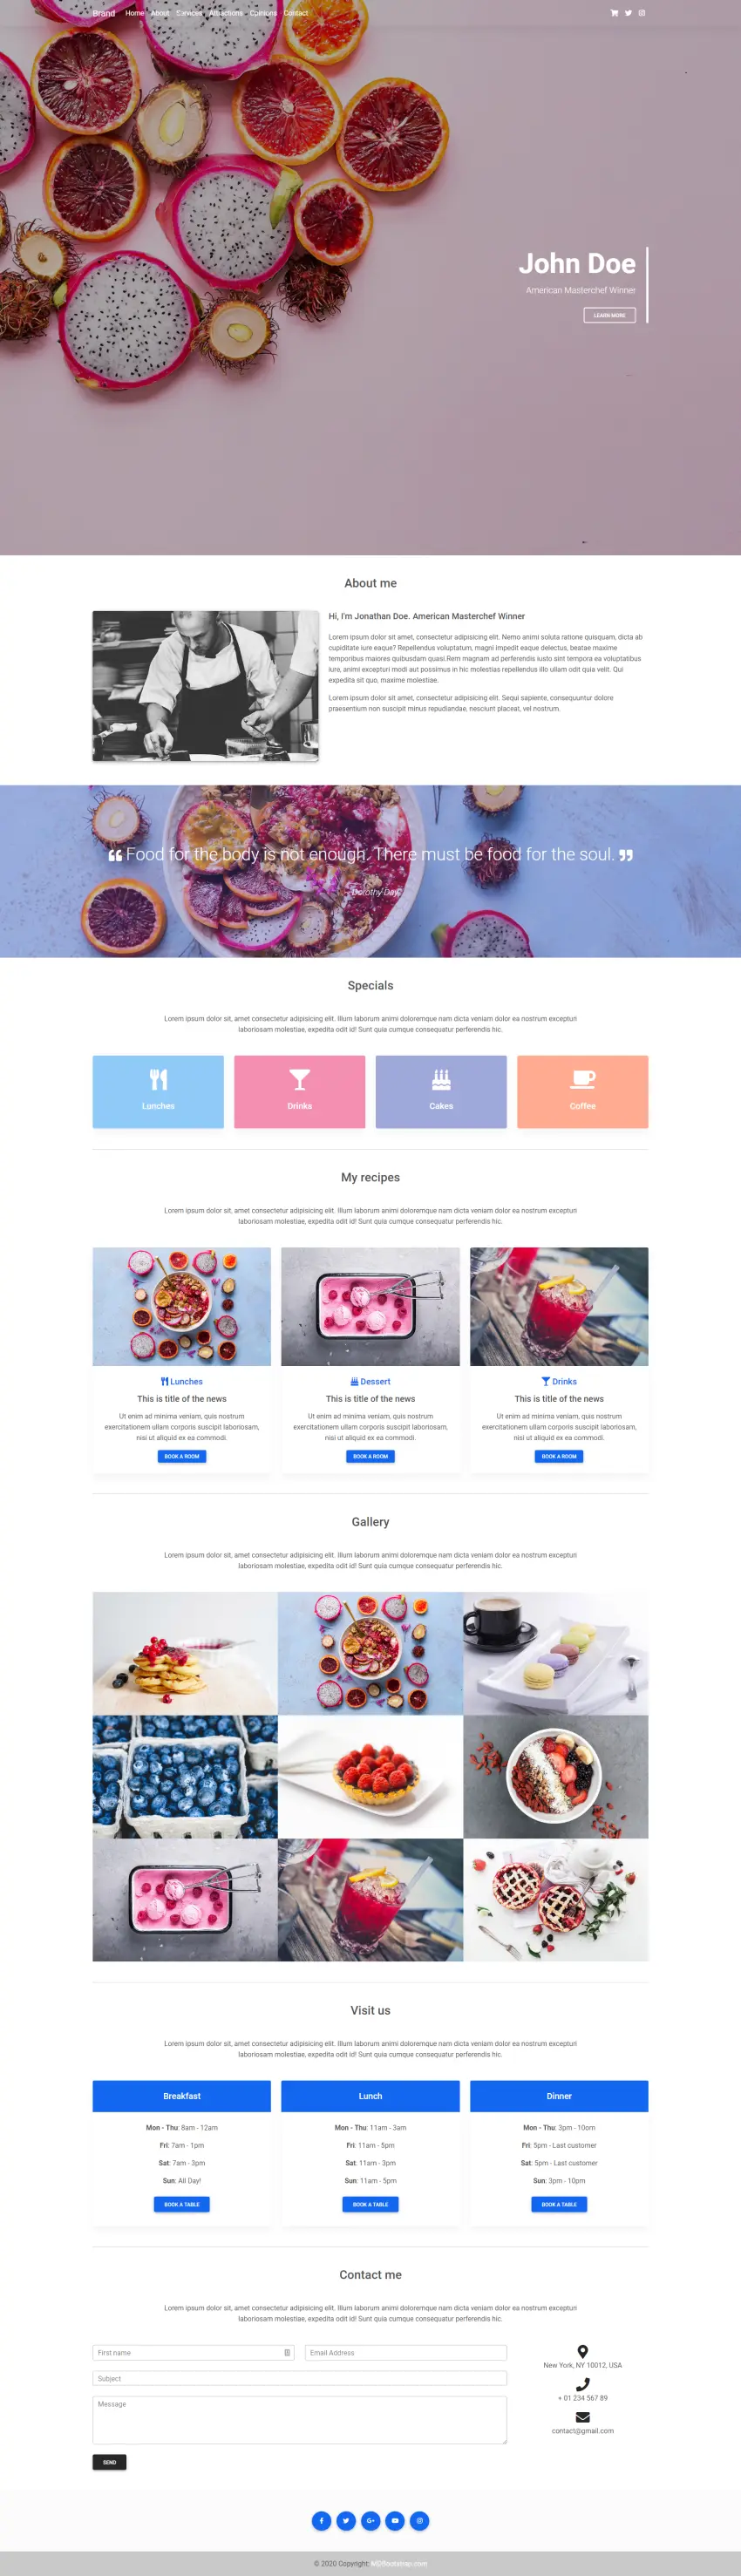 Brand Home About Services Attractions Opinions Contact
John Doe
American Masterchef Winner
LEARN MORE
About me
Hi, I'm Jonathan Doe. American Masterchef Winner
Lorem ipsum dolor sit amet, consectetur adipisicing elit. Nemo animi soluta ratione quisquam, dicta ab
cupiditate iure eaque? Repellendus voluptatum, magni impedit eaque delectus, beatae maxime
temporibus maiores quibusdam quasi.Rem magnam ad perferendis iusto sint tempora ea voluptatibus
iure, animi excepturi modi aut possimus in hic molestias repellendus illo ullam odit quia velit. Qui
expedita sit quo, maxime molestiae.
Lorem ipsum dolor sit amet, consectetur adipisicing elit. Sequi sapiente, consequuntur dolore
praesentium non suscipit minus repudiandae, nesciunt placeat, vel nostrum.
Food for the body is not enough. There must be food for the soul.
Dorothy Day
Specials
Lorem ipsum dolor sit, amet consectetur adipisicing elit. Illum laborum animi doloremque nam dicta veniam dolor ea nostrum excepturi
laboriosam molestiae, expedita odit id! Sunt quia cumque consequatur perferendis hic.
Lunches
Drinks
Cakes
Coffee
My recipes
Lorem ipsum dolor sit, amet consectetur adipisicing elit. Illum laborum animi doloremque nam dicta veniam dolor ea nostrum excepturi
laboriosam molestiae, expedita odit id! Sunt quia cumque consequatur perferendis hic.
Lunches
This is title of the news
Ut enim ad minima veniam, quis nostrum
exercitationem ullam corporis suscipit laboriosam,
nisi ut aliquid ex ea commodi.
BOOK A ROOM
Dessert
This is title of the news
Ut enim ad minima veniam, quis nostrum
exercitationem ullam corporis suscipit laboriosam,
nisi ut aliquid ex ea commodi.
BOOK A ROOM
Drinks
This is title of the news
Ut enim ad minima veniam, quis nostrum
exercitationem ullam corporis suscipit laboriosam,
nisi ut aliquid ex ea commodi.
BOOK A ROOM
Gallery
Lorem ipsum dolor sit, amet consectetur adipisicing elit. Illum laborum animi doloremque nam dicta veniam dolor ea nostrum excepturi
laboriosam molestiae, expedita odit id! Sunt quia cumque consequatur perferendis hic.
Visit us
Lorem ipsum dolor sit, amet consectetur adipisicing elit. Illum laborum animi doloremque nam dicta veniam dolor ea nostrum excepturi
laboriosam molestiae, expedita odit id! Sunt quia cumque consequatur perferendis hic.
Breakfast
Mon - Thu: 8am - 12am
Fri: 7am - 1pm
Sat: 7am - 3pm
Sun: All Day!
BOOK A TABLE
Lunch
Mon - Thu: 11am - 3am
Fri: 11am - 5pm
Sat: 11am - 3pm
Sun: 11am - 5pm
BOOK A TABLE
Dinner
Mon - Thu: 3pm - 10om
Fri: 5pm - Last customer
Sat: 5pm - Last customer
Sun: 3pm - 10pm
BOOK A TABLE
Contact me
Lorem ipsum dolor sit, amet consectetur adipisicing elit. Illum laborum animi doloremque nam dicta veniam dolor ea nostrum excepturi
laboriosam molestiae, expedita odit id! Sunt quia cumque consequatur perferendis hic.
First name
Email Address
Subject
Message
SEND
New York, NY 10012, USA
+ 01 234 567 89
contact@gmail.com
© 2020 Copyright: MDBootstrap.com